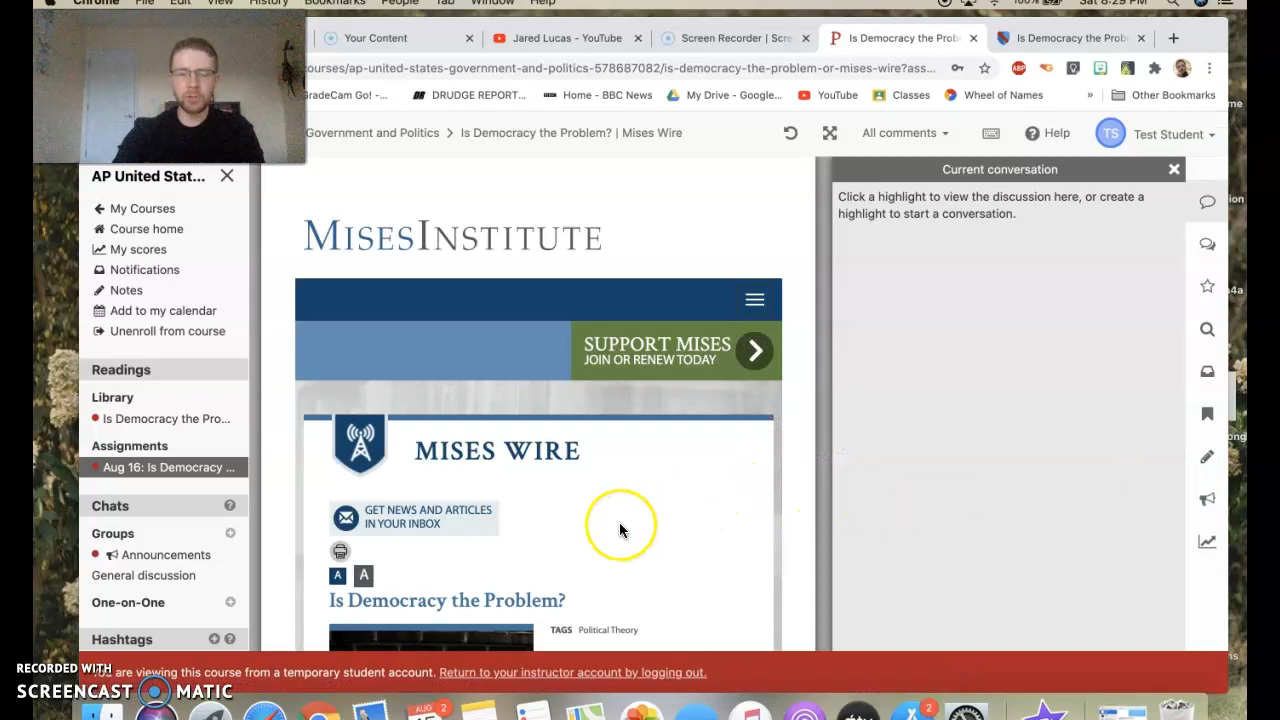 Chrome File Edit View History Bookmarks People Tab Window Help 100% Sat 8:29 PM
Your Content × Jared Lucas - YouTube × Screen Recorder | Scre × Is Democracy the Prob × Is Democracy the Prob × +
ourses/ap-united-states-government-and-politics-578687082/is-democracy-the-problem-or-mises-wire?ass...
GradeCam Go! -... DRUDGE REPORT... Home - BBC News My Drive - Google... YouTube Classes Wheel of Names » Other Bookmarks
Government and Politics > Is Democracy the Problem? | Mises Wire All comments Help TS Test Student
AP United Stat...
My Courses
Course home
My scores
Notifications
Notes
Add to my calendar
Unenroll from course
Readings
Library
Is Democracy the Pro...
Assignments
Aug 16: Is Democracy ...
Chats
Groups
Announcements
General discussion
One-on-One
Hashtags
MISESINSTITUTE
SUPPORT MISES
JOIN OR RENEW TODAY
MISES WIRE
GET NEWS AND ARTICLES
IN YOUR INBOX
A A
Is Democracy the Problem?
TAGS Political Theory
Current conversation
Click a highlight to view the discussion here, or create a
highlight to start a conversation.
are viewing this course from a temporary student account. Return to your instructor account by logging out.
RECORDED WITH
SCREENCAST MATIC
AUG 2
2